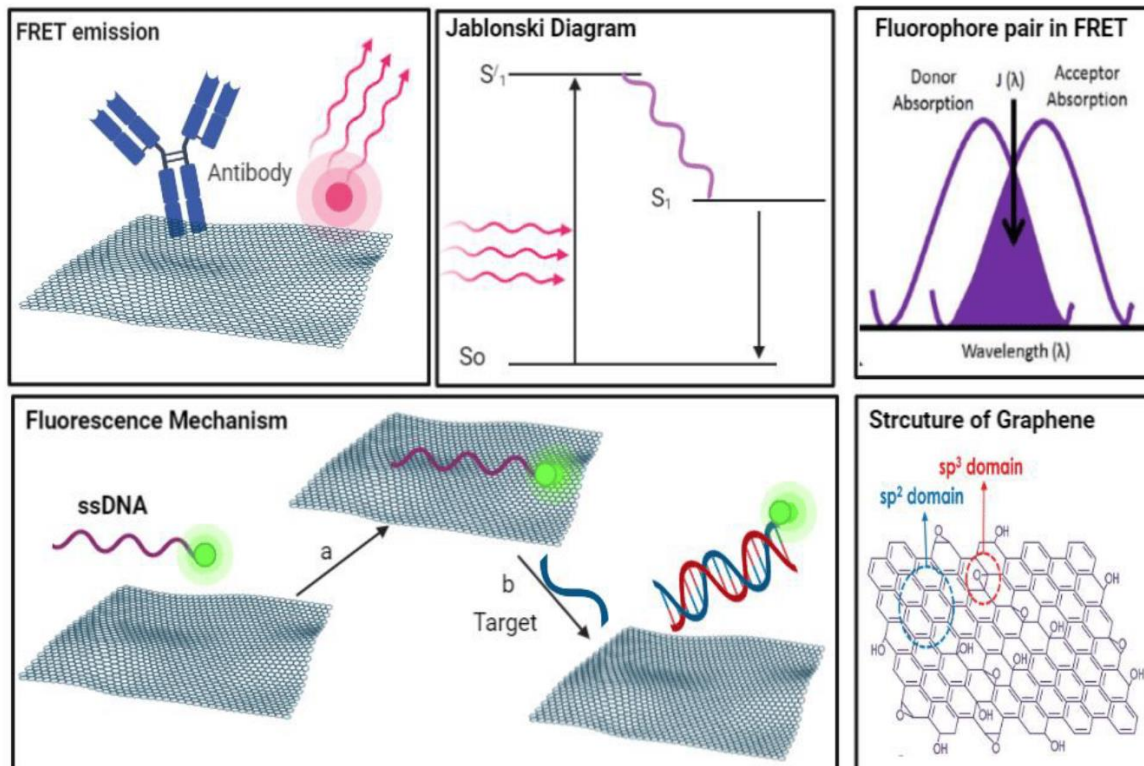 FRET emission
Antibody
Jablonski Diagram
S/1
S1
So
Fluorophore pair in FRET
Donor
Absorption
J (λ)
Acceptor
Absorption
Wavelength (λ)
Fluorescence Mechanism
ssDNA
a
b
Target
Strcuture of Graphene
sp³ domain
sp² domain
OH
O
OH
O
O
OH
O
OH
HO
OH
O
O
OH
OH
O
OH
O
OH